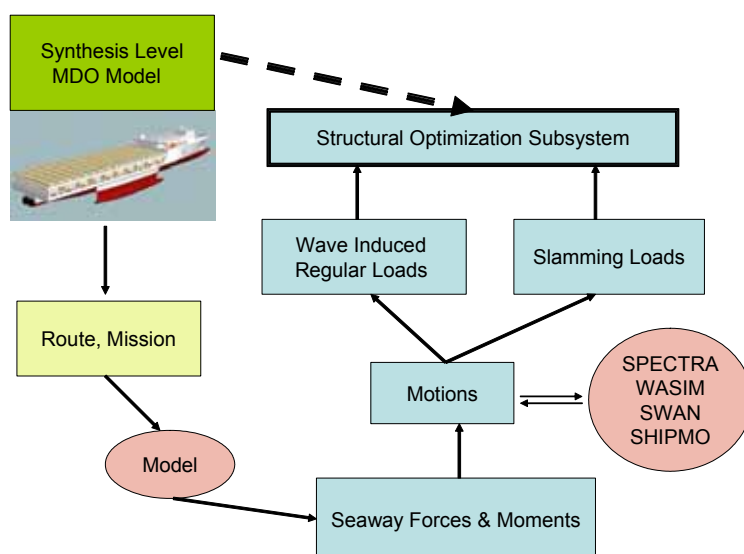 Synthesis Level
MDO Model
Structural Optimization Subsystem
Wave Induced
Regular Loads
Slamming Loads
Route, Mission
Motions
SPECTRA
WASIM
SWAN
SHIPMO
Model
Seaway Forces & Moments